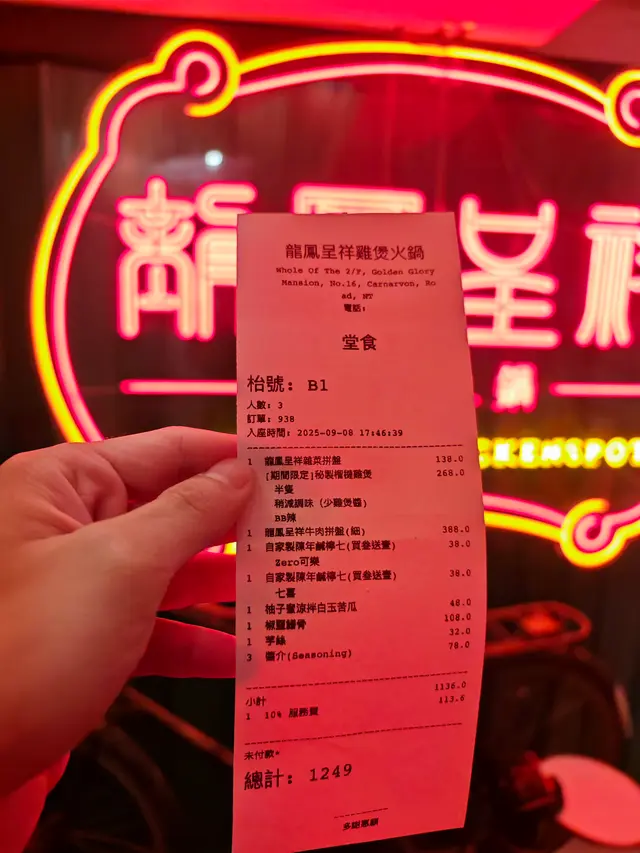 龍鳳呈祥
鍋
CKENSPO
龍鳳呈祥雞煲火鍋
Whole Of The 2/F, Golden Glory
Mansion, No.16, Carnarvon, Ro
ad, NT
電話:
堂食
枱號: B1
人數: 3
訂單: 938
入座時間: 2025-09-08 17:46:39
1 龍鳳呈祥雜菜拼盤 138.0
[期間限定]秘製榴槤雞煲 268.0
半隻
稍減調味(少雞煲醬)
BB辣
1 龍鳳呈祥牛肉拼盤(細) 388.0
1 自家製陳年鹹檸七(買叁送壹) 38.0
Zero可樂
1 自家製陳年鹹檸七(買叁送壹) 38.0
七喜
1 柚子蜜涼拌白玉苦瓜 48.0
1 椒鹽鱔骨 108.0
1 芋絲 32.0
3 醬介(Seasoning) 78.0
小計 1136.0
1 10% 服務費 113.6
未付款*
總計: 1249
多謝惠顧